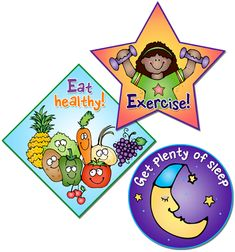 Eat
healthy!
Exercise!
Get plenty of sleep